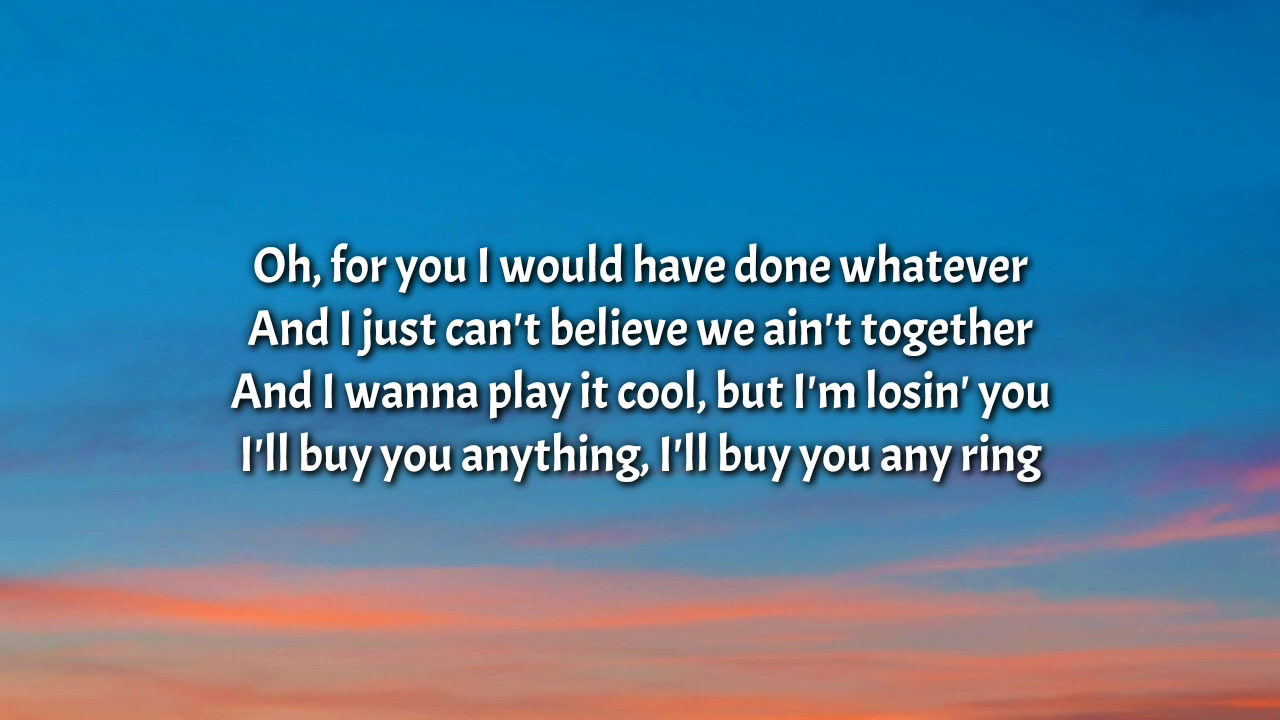 Oh, for you I would have done whatever
And I just can't believe we ain't together
And I wanna play it cool, but I'm losin' you
I'll buy you anything, I'll buy you any ring